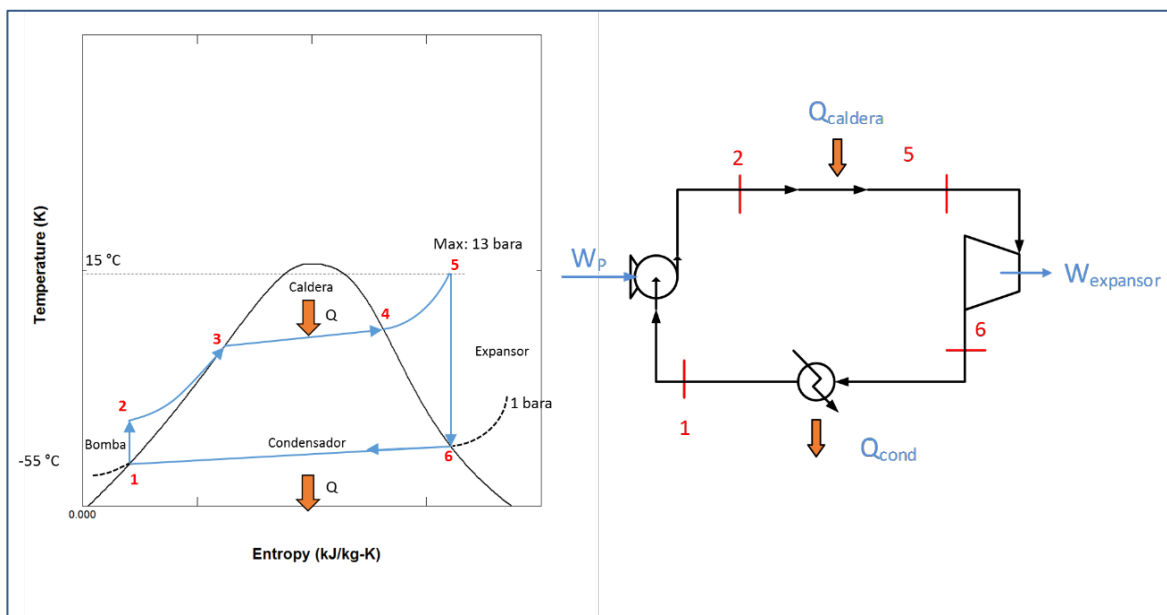 Temperature (K)
15 °C
-55 °C
0.000
Entropy (kJ/kg-K)
Max: 13 bara
5
Caldera
Q
4
3
Expansor
2
1 bara
Bomba
Condensador
1
6
Q
Qcaldera
2
5
WP
Wexpansor
6
1
Qcond